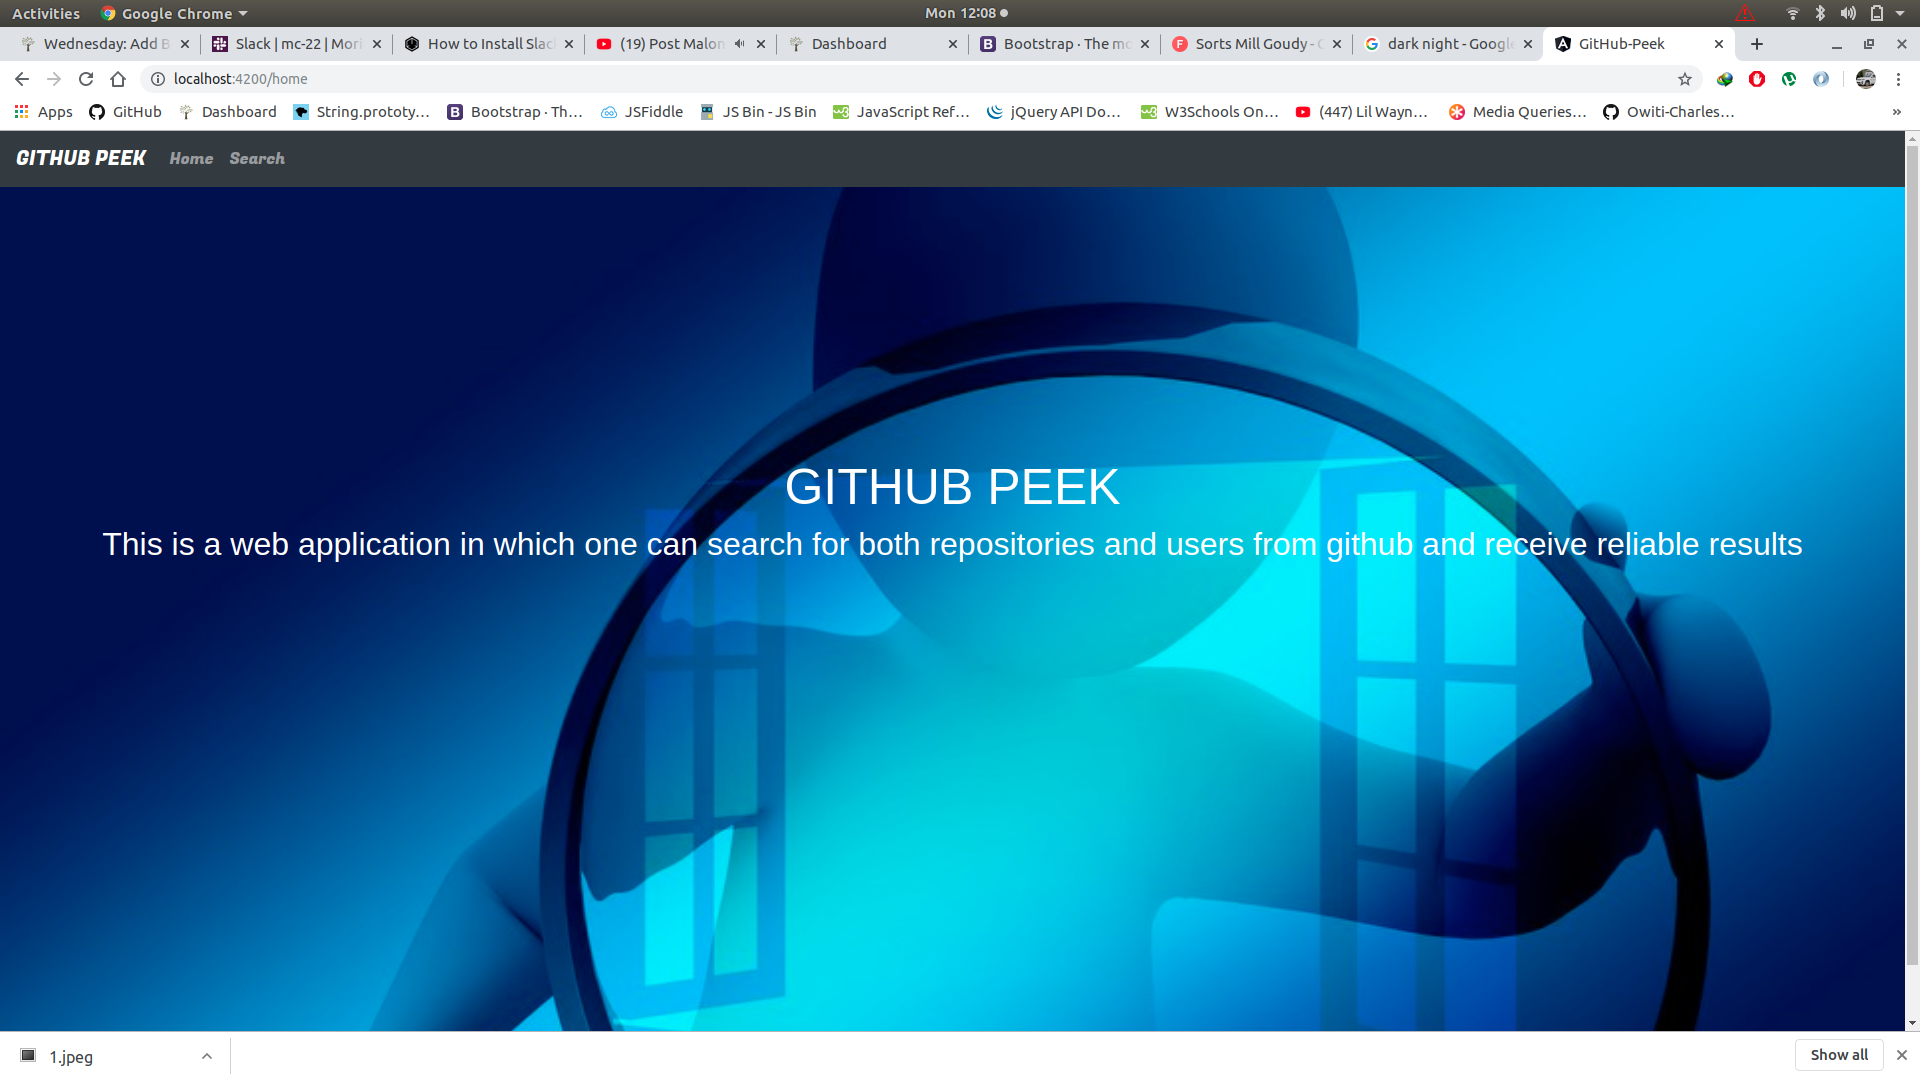 Activities Google Chrome Mon 12:08
Wednesday: Add B Slack | mc-22 | Mori How to Install Slac (19) Post Malon Dashboard Bootstrap · The mo Sorts Mill Goudy - G dark night - Google GitHub-Peek
localhost:4200/home
Apps GitHub Dashboard String.prototy... Bootstrap · Th... JSFiddle JS Bin - JS Bin JavaScript Ref... jQuery API Do... W3Schools On... (447) Lil Wayn... Media Queries... Owiti-Charles... »
GITHUB PEEK Home Search
GITHUB PEEK
This is a web application in which one can search for both repositories and users from github and receive reliable results
1.jpeg Show all